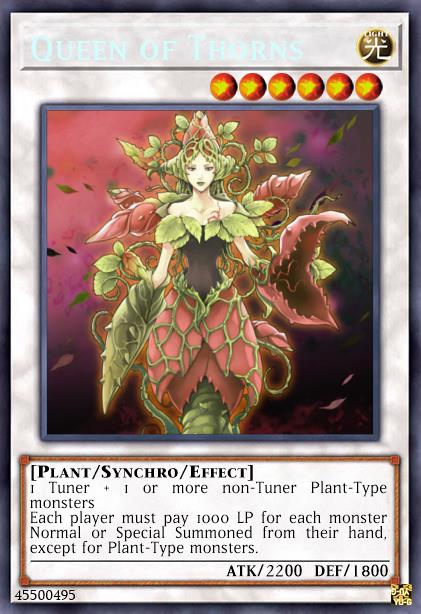 Queen of Thorns
LIGHT
光
[Plant/Synchro/Effect]
1 Tuner + 1 or more non-Tuner Plant-Type
monsters
Each player must pay 1000 LP for each monster
Normal or Special Summoned from their hand,
except for Plant-Type monsters.
ATK/2200 DEF/1800
45500495